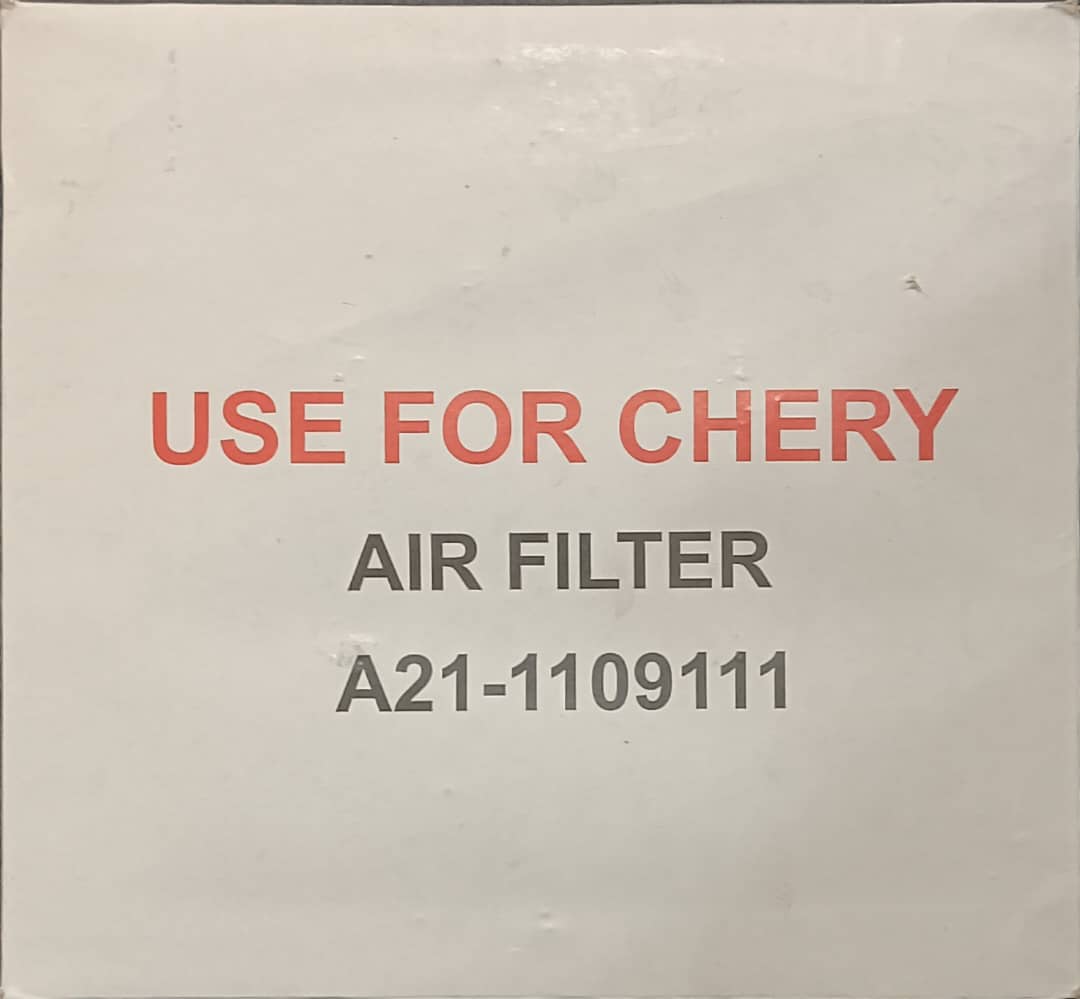 USE FOR CHERY
AIR FILTER
A21-1109111